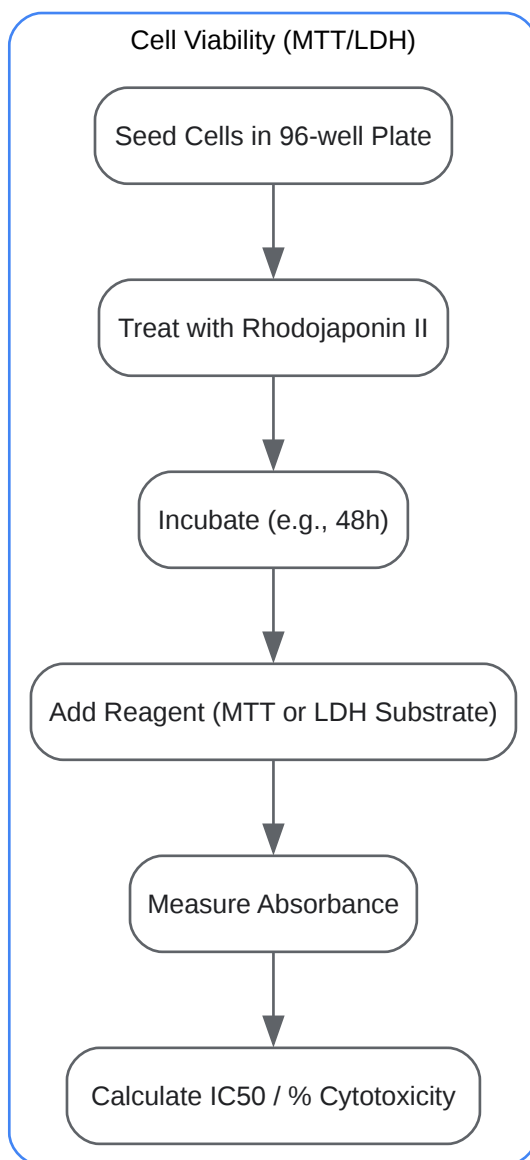 Cell Viability (MTT/LDH)
Seed Cells in 96-well Plate
Treat with Rhodojaponin II
Incubate (e.g., 48h)
Add Reagent (MTT or LDH Substrate)
Measure Absorbance
Calculate IC50 / % Cytotoxicity